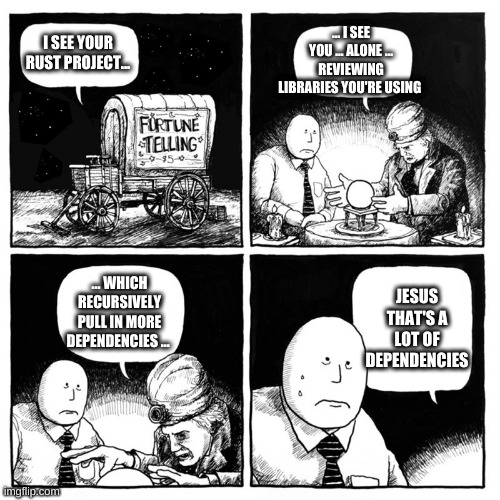 I SEE YOUR
RUST PROJECT...
FORTUNE
TELLING
... I SEE
YOU ... ALONE ...
REVIEWING
LIBRARIES YOU'RE USING
... WHICH
RECURSIVELY
PULL IN MORE
DEPENDENCIES ...
JESUS
THAT'S A
LOT OF
DEPENDENCIES
imgflip.com